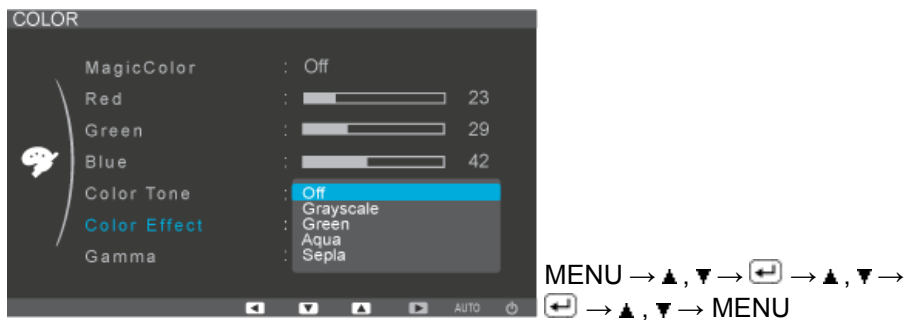 COLOR
MagicColor : Off
Red : 23
Green : 29
Blue : 42
Color Tone :
Color Effect :
Gamma :
Off
Grayscale
Green
Aqua
Sepla
AUTO
MENU → ▲ , ▼ → ↵ → ▲ , ▼ →
↵ → ▲ , ▼ → MENU